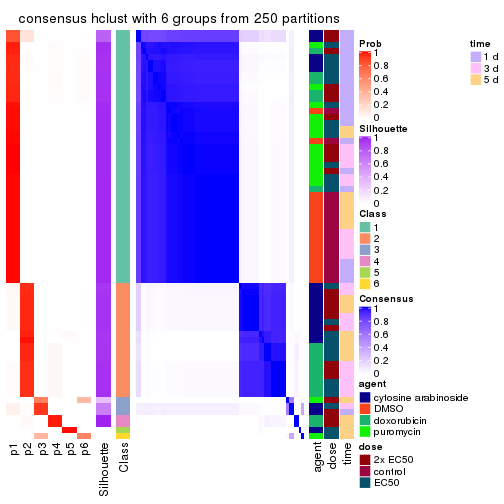 consensus hclust with 6 groups from 250 partitions
Prob
1
0.8
0.6
0.4
0.2
0
time
1 d
3 d
5 d
Silhouette
1
0.8
0.6
0.4
0.2
0
Class
1
2
3
4
5
6
Consensus
1
0.8
0.6
0.4
0.2
0
agent
cytosine arabinoside
DMSO
doxorubicin
puromycin
dose
2x EC50
control
EC50
p1
p2
p3
p4
p5
p6
Silhouette
Class
agent
dose
time